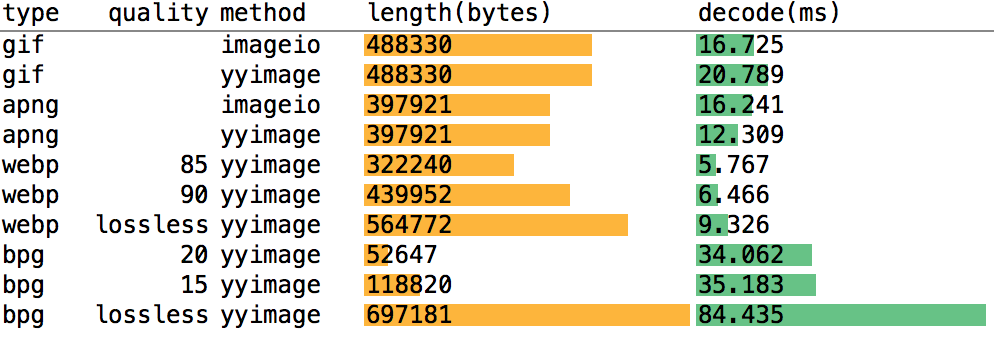 type quality method length(bytes) decode(ms)
gif imageio 488330 16.725
gif yyimage 488330 20.789
apng imageio 397921 16.241
apng yyimage 397921 12.309
webp 85 yyimage 322240 5.767
webp 90 yyimage 439952 6.466
webp lossless yyimage 564772 9.326
bpg 20 yyimage 52647 34.062
bpg 15 yyimage 118820 35.183
bpg lossless yyimage 697181 84.435